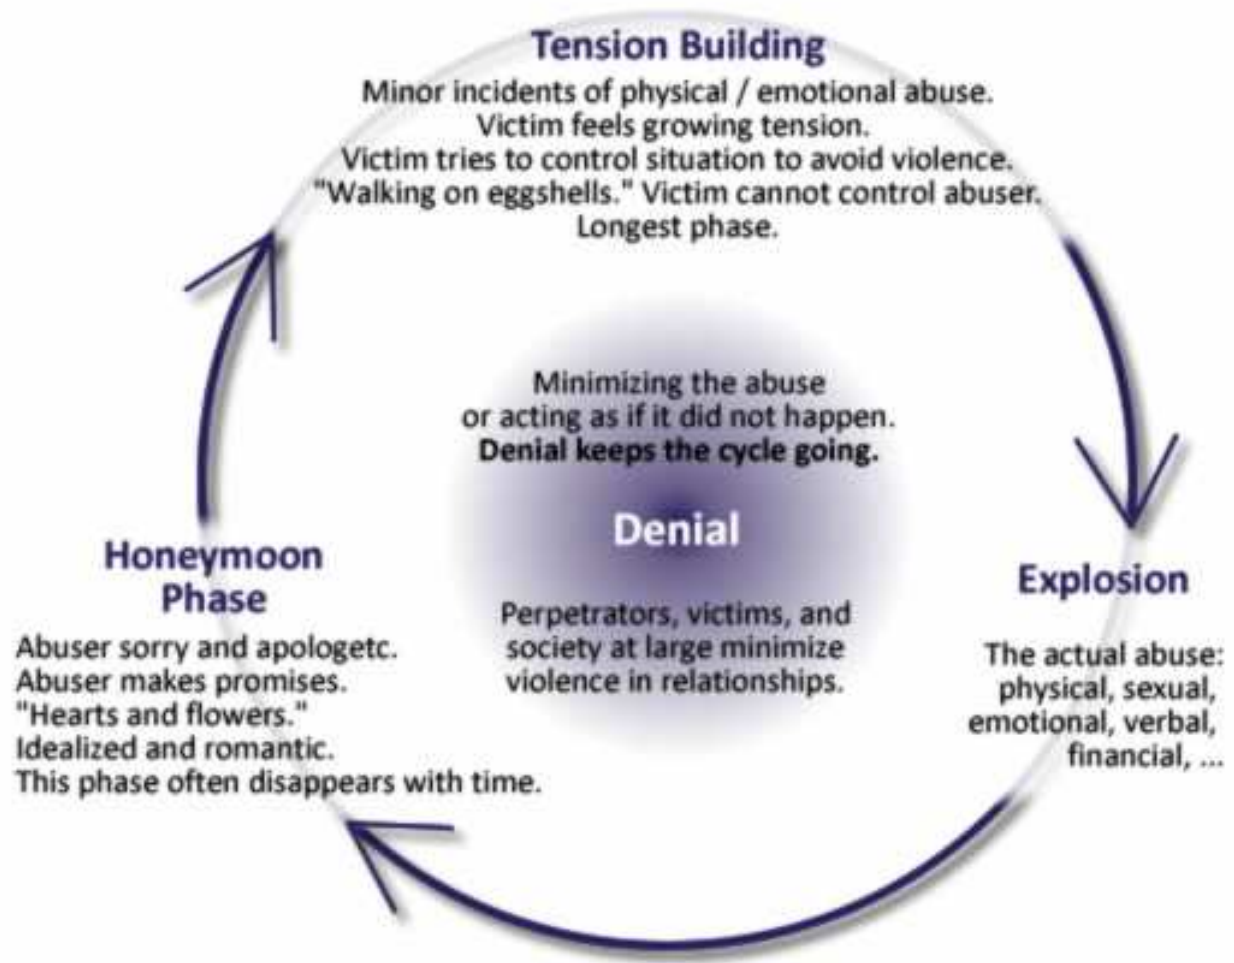 Tension Building
Minor incidents of physical / emotional abuse.
Victim feels growing tension.
Victim tries to control situation to avoid violence.
"Walking on eggshells." Victim cannot control abuser.
Longest phase.
Minimizing the abuse
or acting as if it did not happen.
Denial keeps the cycle going.
Denial
Perpetrators, victims, and
society at large minimize
violence in relationships.
Explosion
The actual abuse:
physical, sexual,
emotional, verbal,
financial, ...
Honeymoon
Phase
Abuser sorry and apologetc.
Abuser makes promises.
"Hearts and flowers."
Idealized and romantic.
This phase often disappears with time.